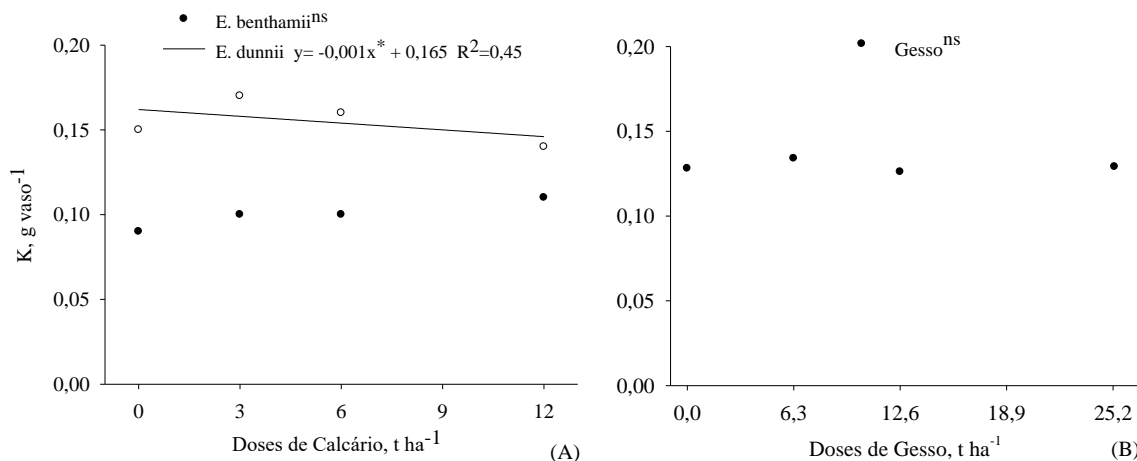 ● E. benthamii^ns
E. dunnii y= -0,001x* + 0,165 R²=0,45
K, g vaso⁻¹
0,20
0,15
0,10
0,05
0,00
0 3 6 9 12
Doses de Calcário, t ha⁻¹
(A)
● Gesso^ns
0,20
0,15
0,10
0,05
0,00
0,0 6,3 12,6 18,9 25,2
Doses de Gesso, t ha⁻¹
(B)